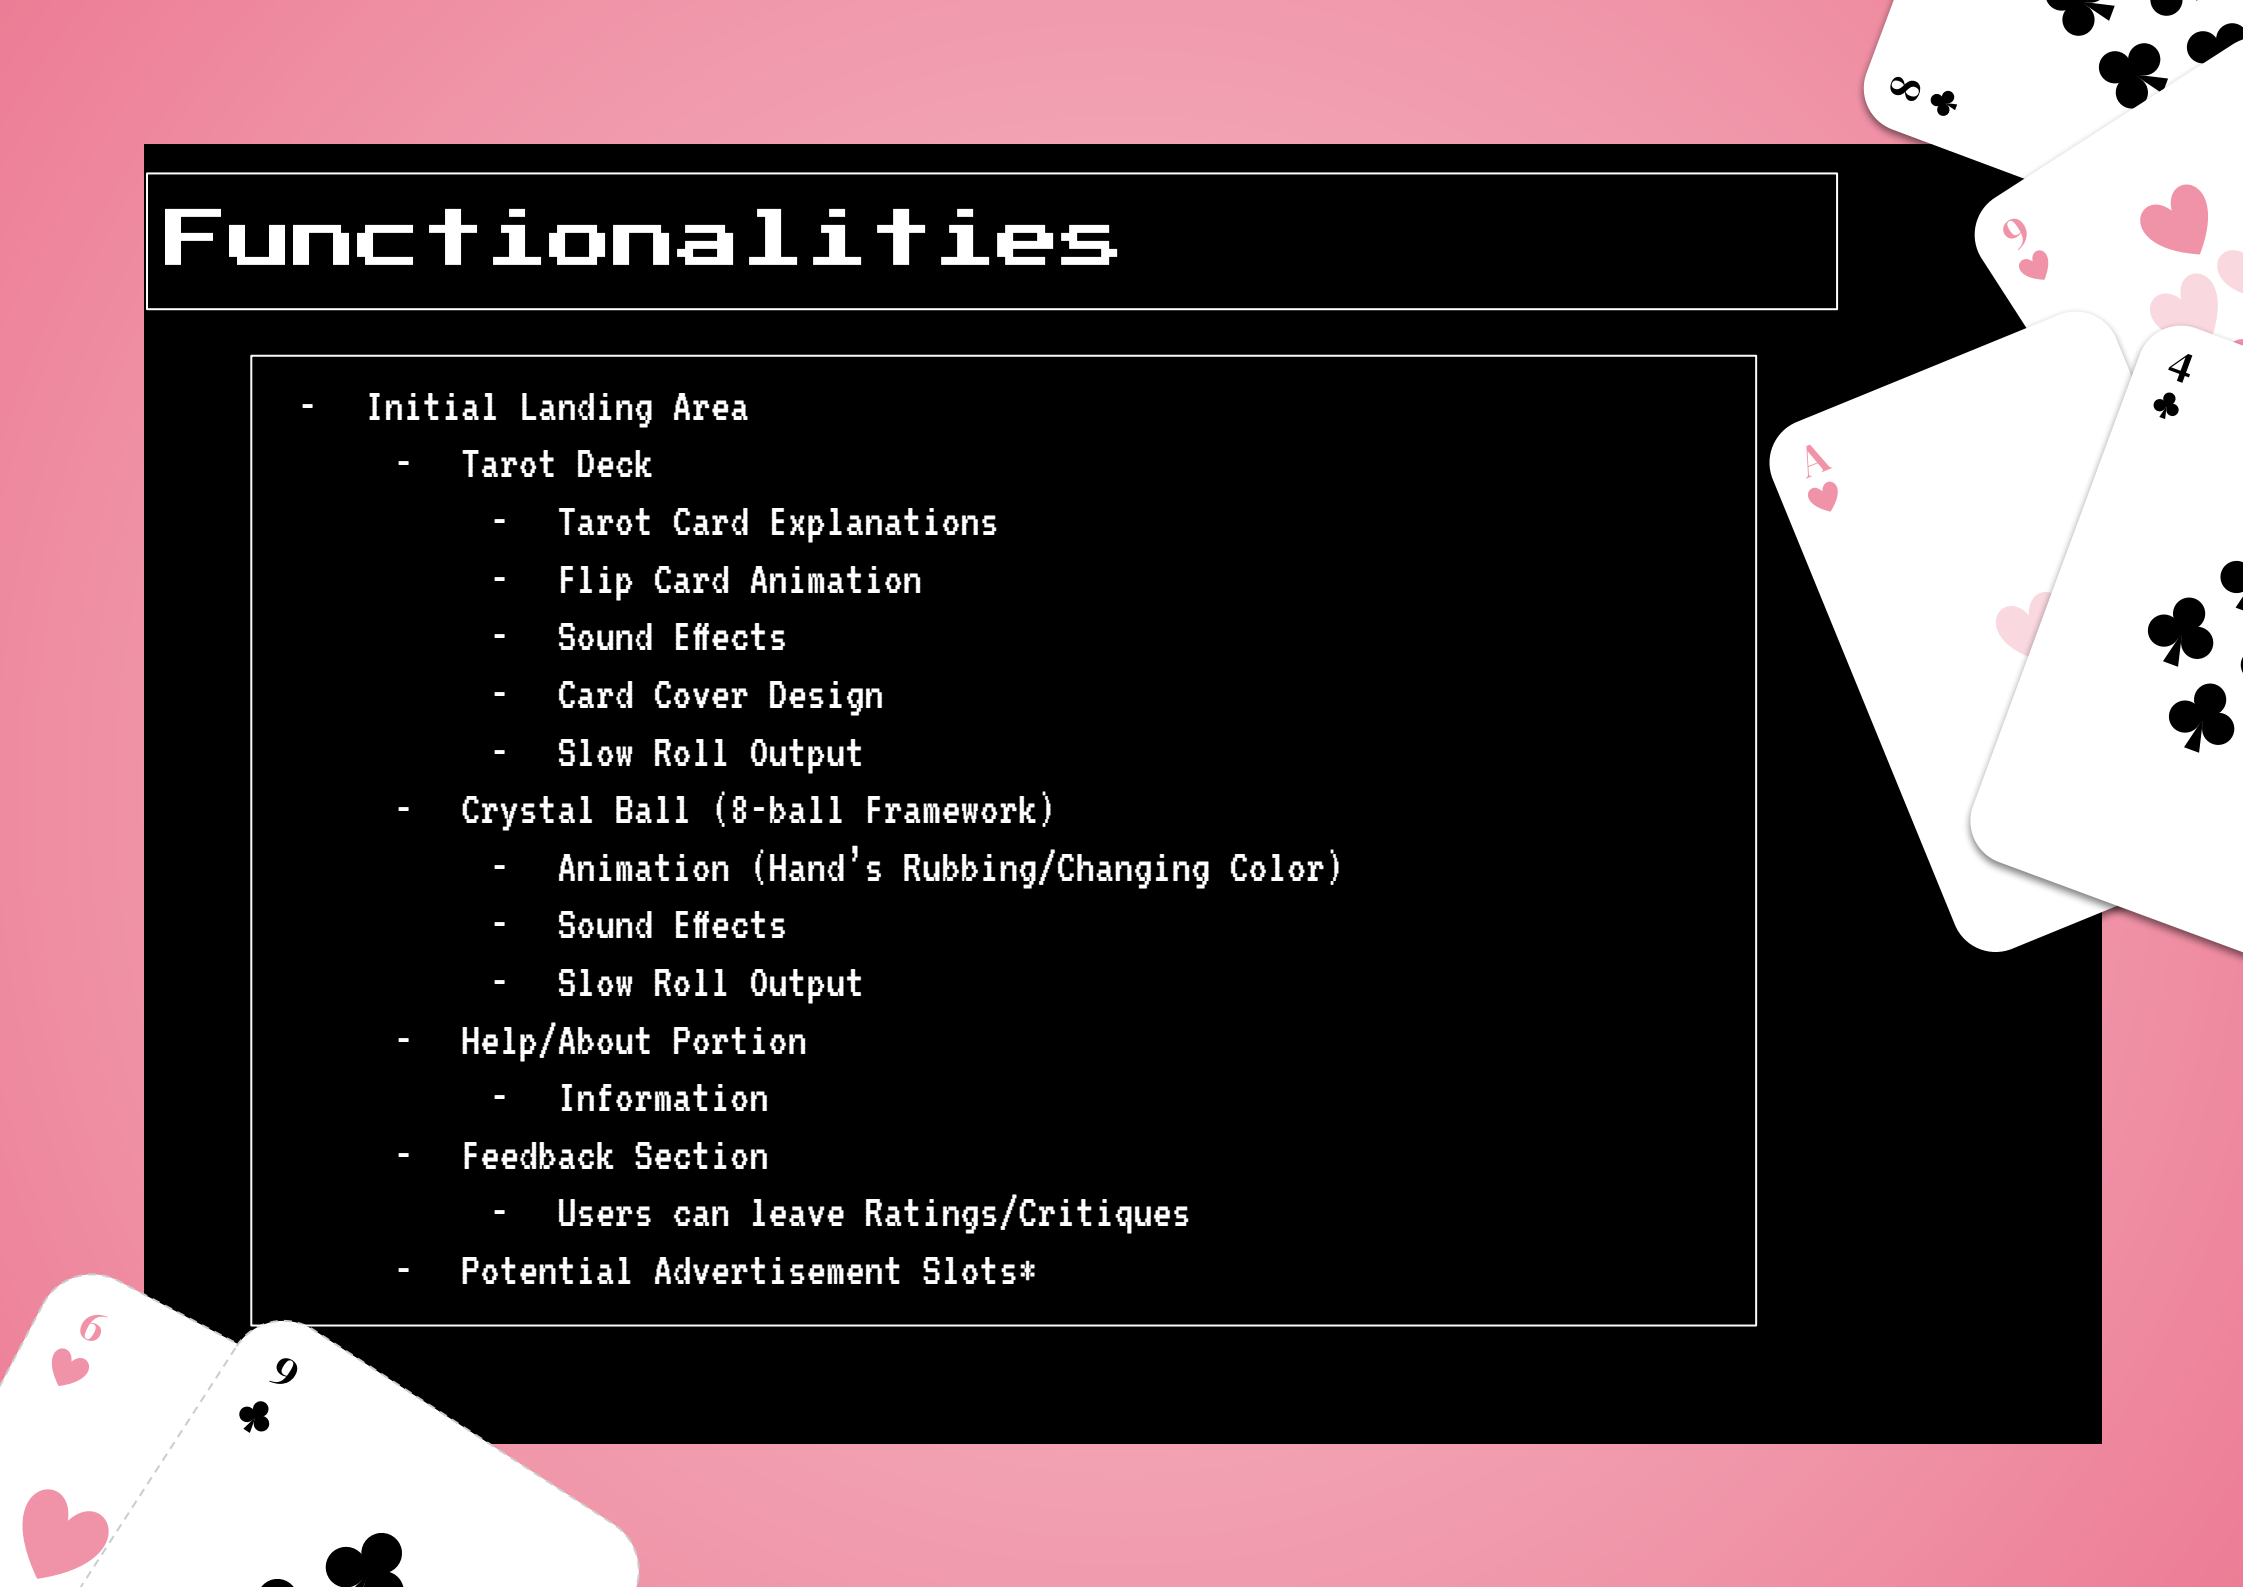 8
9
Functionalities
A
4
- Initial Landing Area
- Tarot Deck
- Tarot Card Explanations
- Flip Card Animation
- Sound Effects
- Card Cover Design
- Slow Roll Output
- Crystal Ball (8-ball Framework)
- Animation (Hand's Rubbing/Changing Color)
- Sound Effects
- Slow Roll Output
- Help/About Portion
- Information
- Feedback Section
- Users can leave Ratings/Critiques
- Potential Advertisement Slots*
6
9